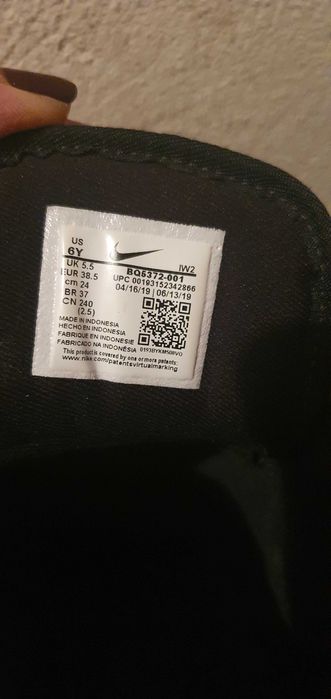 US
6Y
IW2
UK 5.5
BQ5372-001
EUR 38.5
UPC 00193152342866
cm 24
04/16/19 | 06/13/19
BR 37
CN 240
(2.5)
MADE IN INDONESIA
HECHO EN INDONESIA
FABRIQUE EN INDONESIE
FABRICADO NA INDONÉSIA
This product is covered by one or more patents:
www.nike.com/patentsvirtualmarking